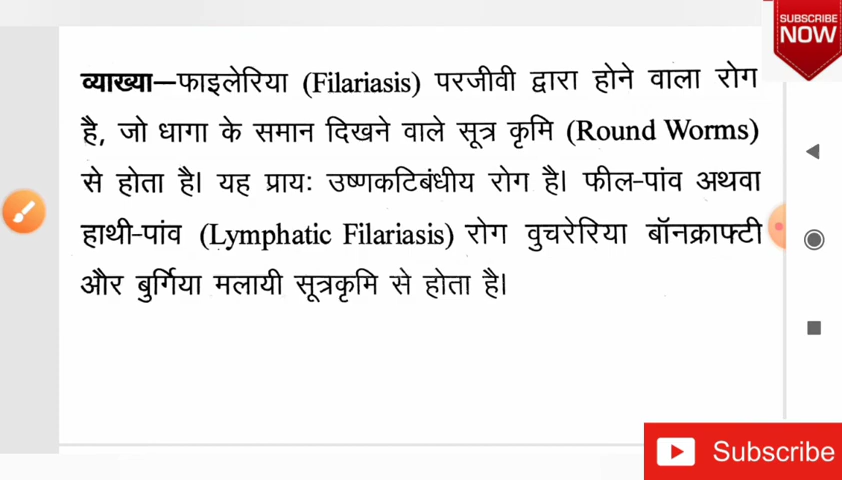 SUBSCRIBE
NOW
व्याख्या—फाइलेरिया (Filariasis) परजीवी द्वारा होने वाला रोग
है, जो धागा के समान दिखने वाले सूत्र कृमि (Round Worms)
से होता है। यह प्रायः उष्णकटिबंधीय रोग है। फील-पांव अथवा
हाथी-पांव (Lymphatic Filariasis) रोग वुचरेरिया बॉनक्राफ्टी
और बुर्गिया मलायी सूत्रकृमि से होता है।
Subscribe